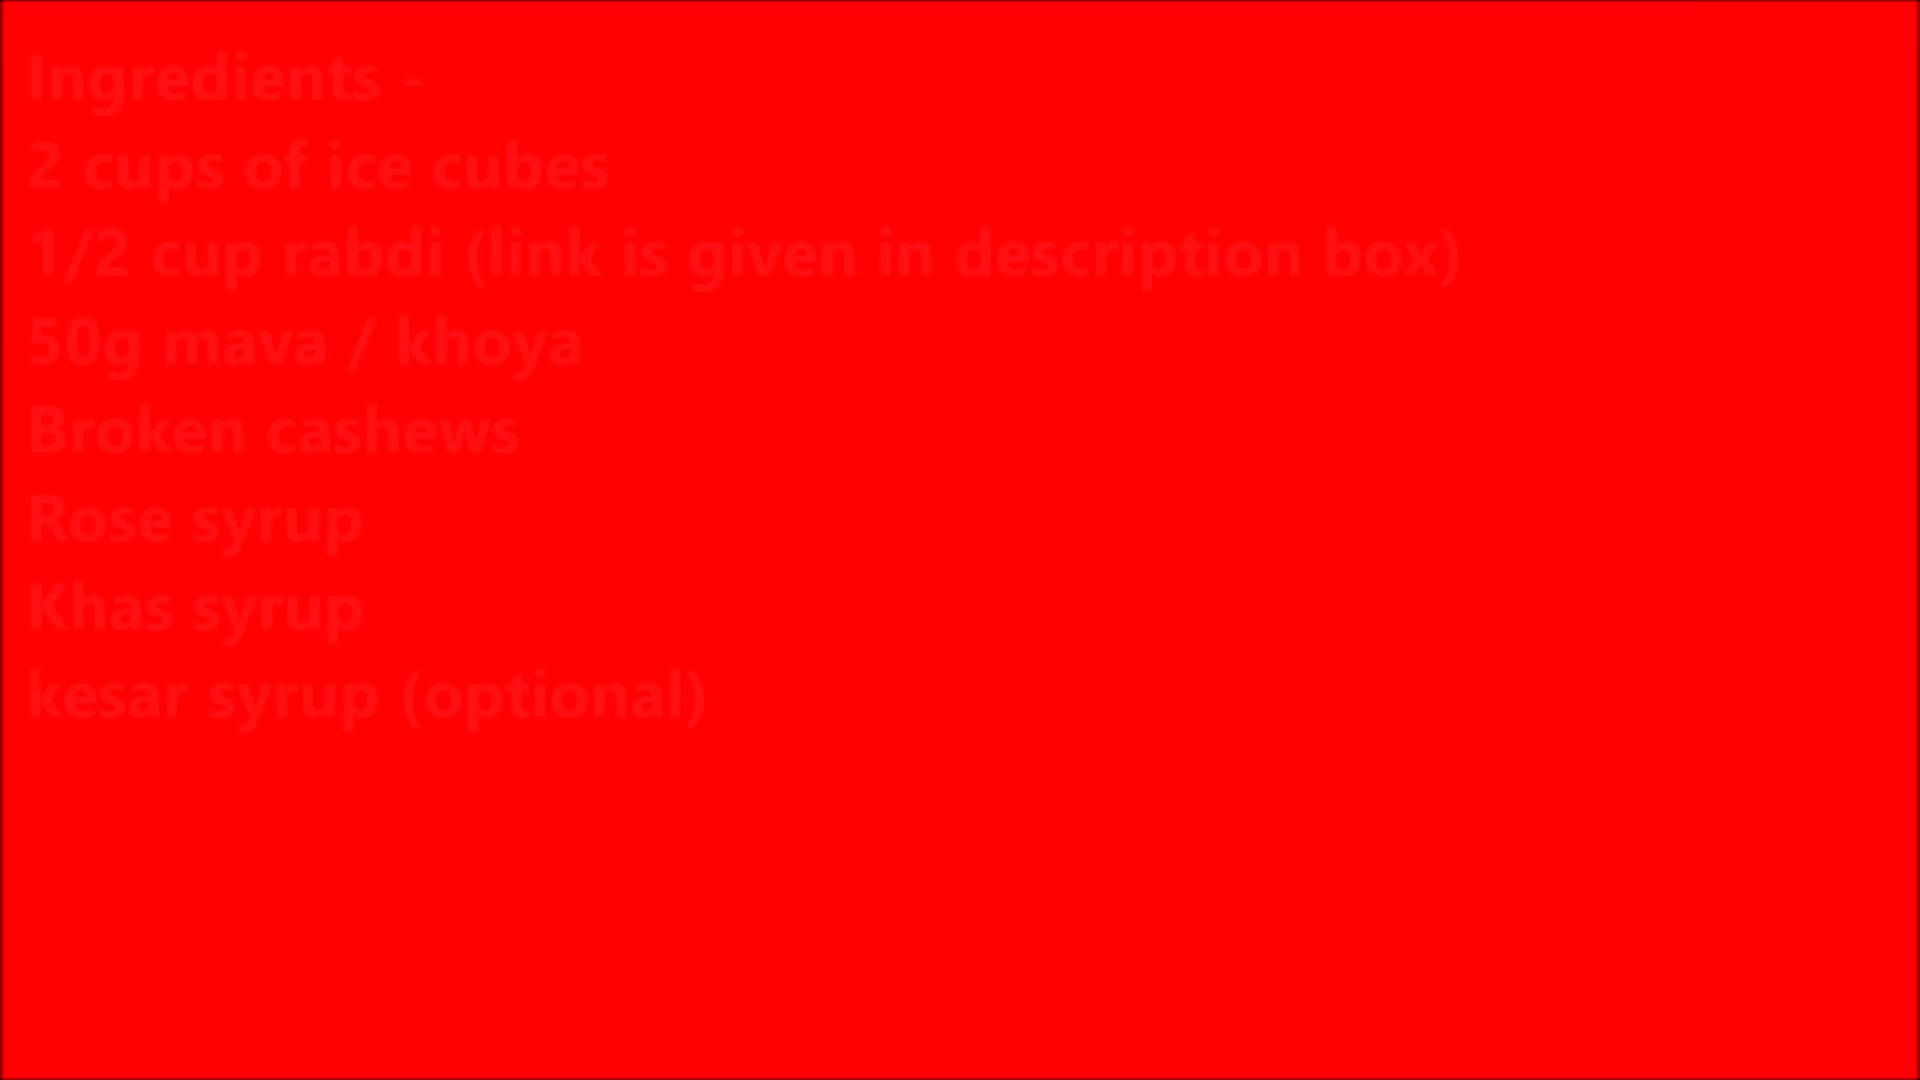 Ingredients -
2 cups of ice cubes
1/2 cup rabdi (link is given in description box)
50g mava / khoya
Broken cashews
Rose syrup
Khas syrup
kesar syrup (optional)